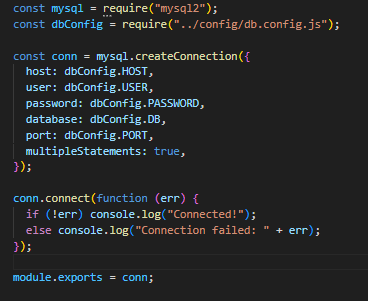 const mysql = require("mysql2");
const dbConfig = require("../config/db.config.js");
const conn = mysql.createConnection({
host: dbConfig.HOST,
user: dbConfig.USER,
password: dbConfig.PASSWORD,
database: dbConfig.DB,
port: dbConfig.PORT,
multipleStatements: true,
});
conn.connect(function (err) {
if (!err) console.log("Connected!");
else console.log("Connection failed: " + err);
});
module.exports = conn;